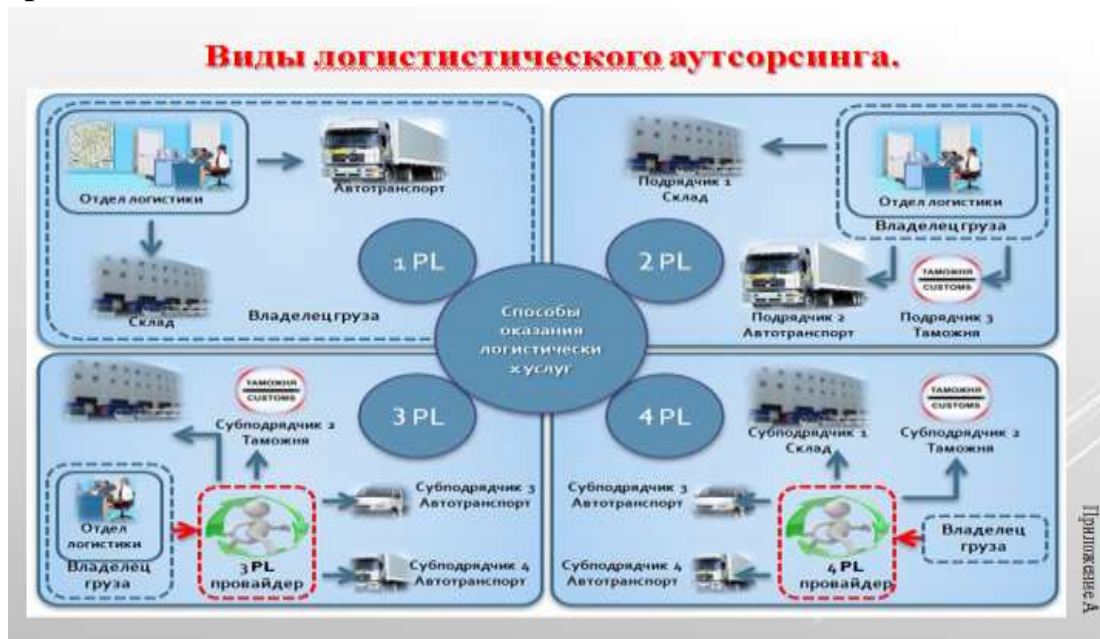 Виды логистистического аутсорсинга.
Отдел логистики
Автотранспорт
Склад
Владелец груза
1 PL
Подрядчик 1
Склад
Отдел логистики
Владелец груза
ТАМОЖНЯ
CUSTOMS
Подрядчик 2
Автотранспорт
Подрядчик 3
Таможня
2 PL
Способы
оказания
логистически
х услуг
3 PL
ТАМОЖНЯ
CUSTOMS
Субподрядчик 2
Таможня
Отдел
логистики
Владелец
груза
3 PL
провайдер
Субподрядчик 3
Автотранспорт
Субподрядчик 4
Автотранспорт
4 PL
Субподрядчик 1
Склад
ТАМОЖНЯ
CUSTOMS
Субподрядчик 2
Таможня
Субподрядчик 3
Автотранспорт
Субподрядчик 4
Автотранспорт
4 PL
провайдер
Владелец
груза
Приложение А